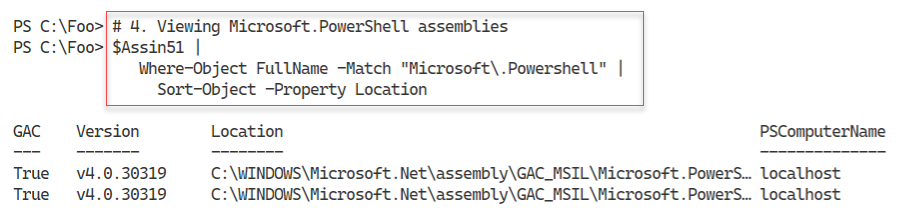 PS C:\Foo> # 4. Viewing Microsoft.PowerShell assemblies
PS C:\Foo> $Assin51 |
Where-Object FullName -Match "Microsoft\.Powershell" |
Sort-Object -Property Location
GAC Version Location PSComputerName
--- ------- -------- --------------
True v4.0.30319 C:\WINDOWS\Microsoft.Net\assembly\GAC_MSIL\Microsoft.PowerS… localhost
True v4.0.30319 C:\WINDOWS\Microsoft.Net\assembly\GAC_MSIL\Microsoft.PowerS… localhost